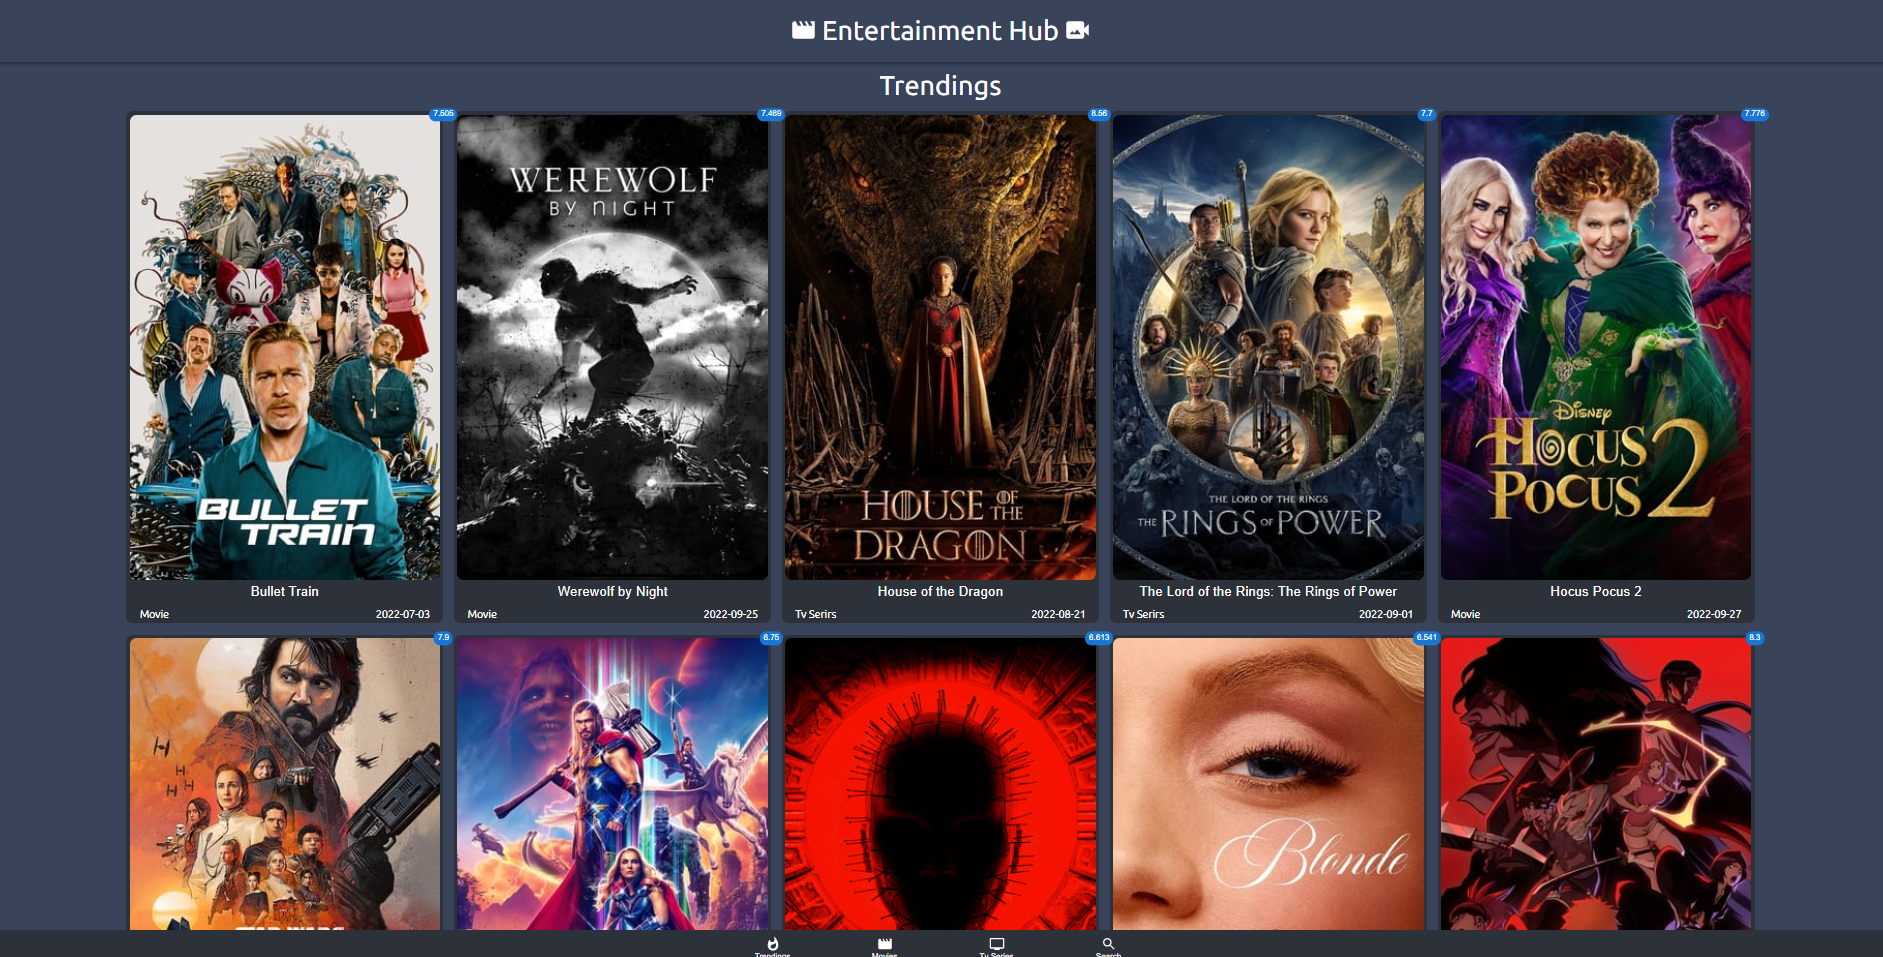 Entertainment Hub
Trendings
7.505
7.469
8.56
7.7
7.776
BULLET
TRAIN
WEREWOLF
BY NIGHT
HOUSE OF THE
DRAGON
THE LORD OF THE RINGS
THE RINGS OF POWER
DISNEY
HOCUS
POCUS 2
Bullet Train
Movie 2022-07-03
Werewolf by Night
Movie 2022-09-25
House of the Dragon
Tv Serirs 2022-08-21
The Lord of the Rings: The Rings of Power
Tv Serirs 2022-09-01
Hocus Pocus 2
Movie 2022-09-27
7.9
6.75
6.613
6.541
8.3
STAR WARS
Blonde
Trendings
Movies
Tv Series
Search